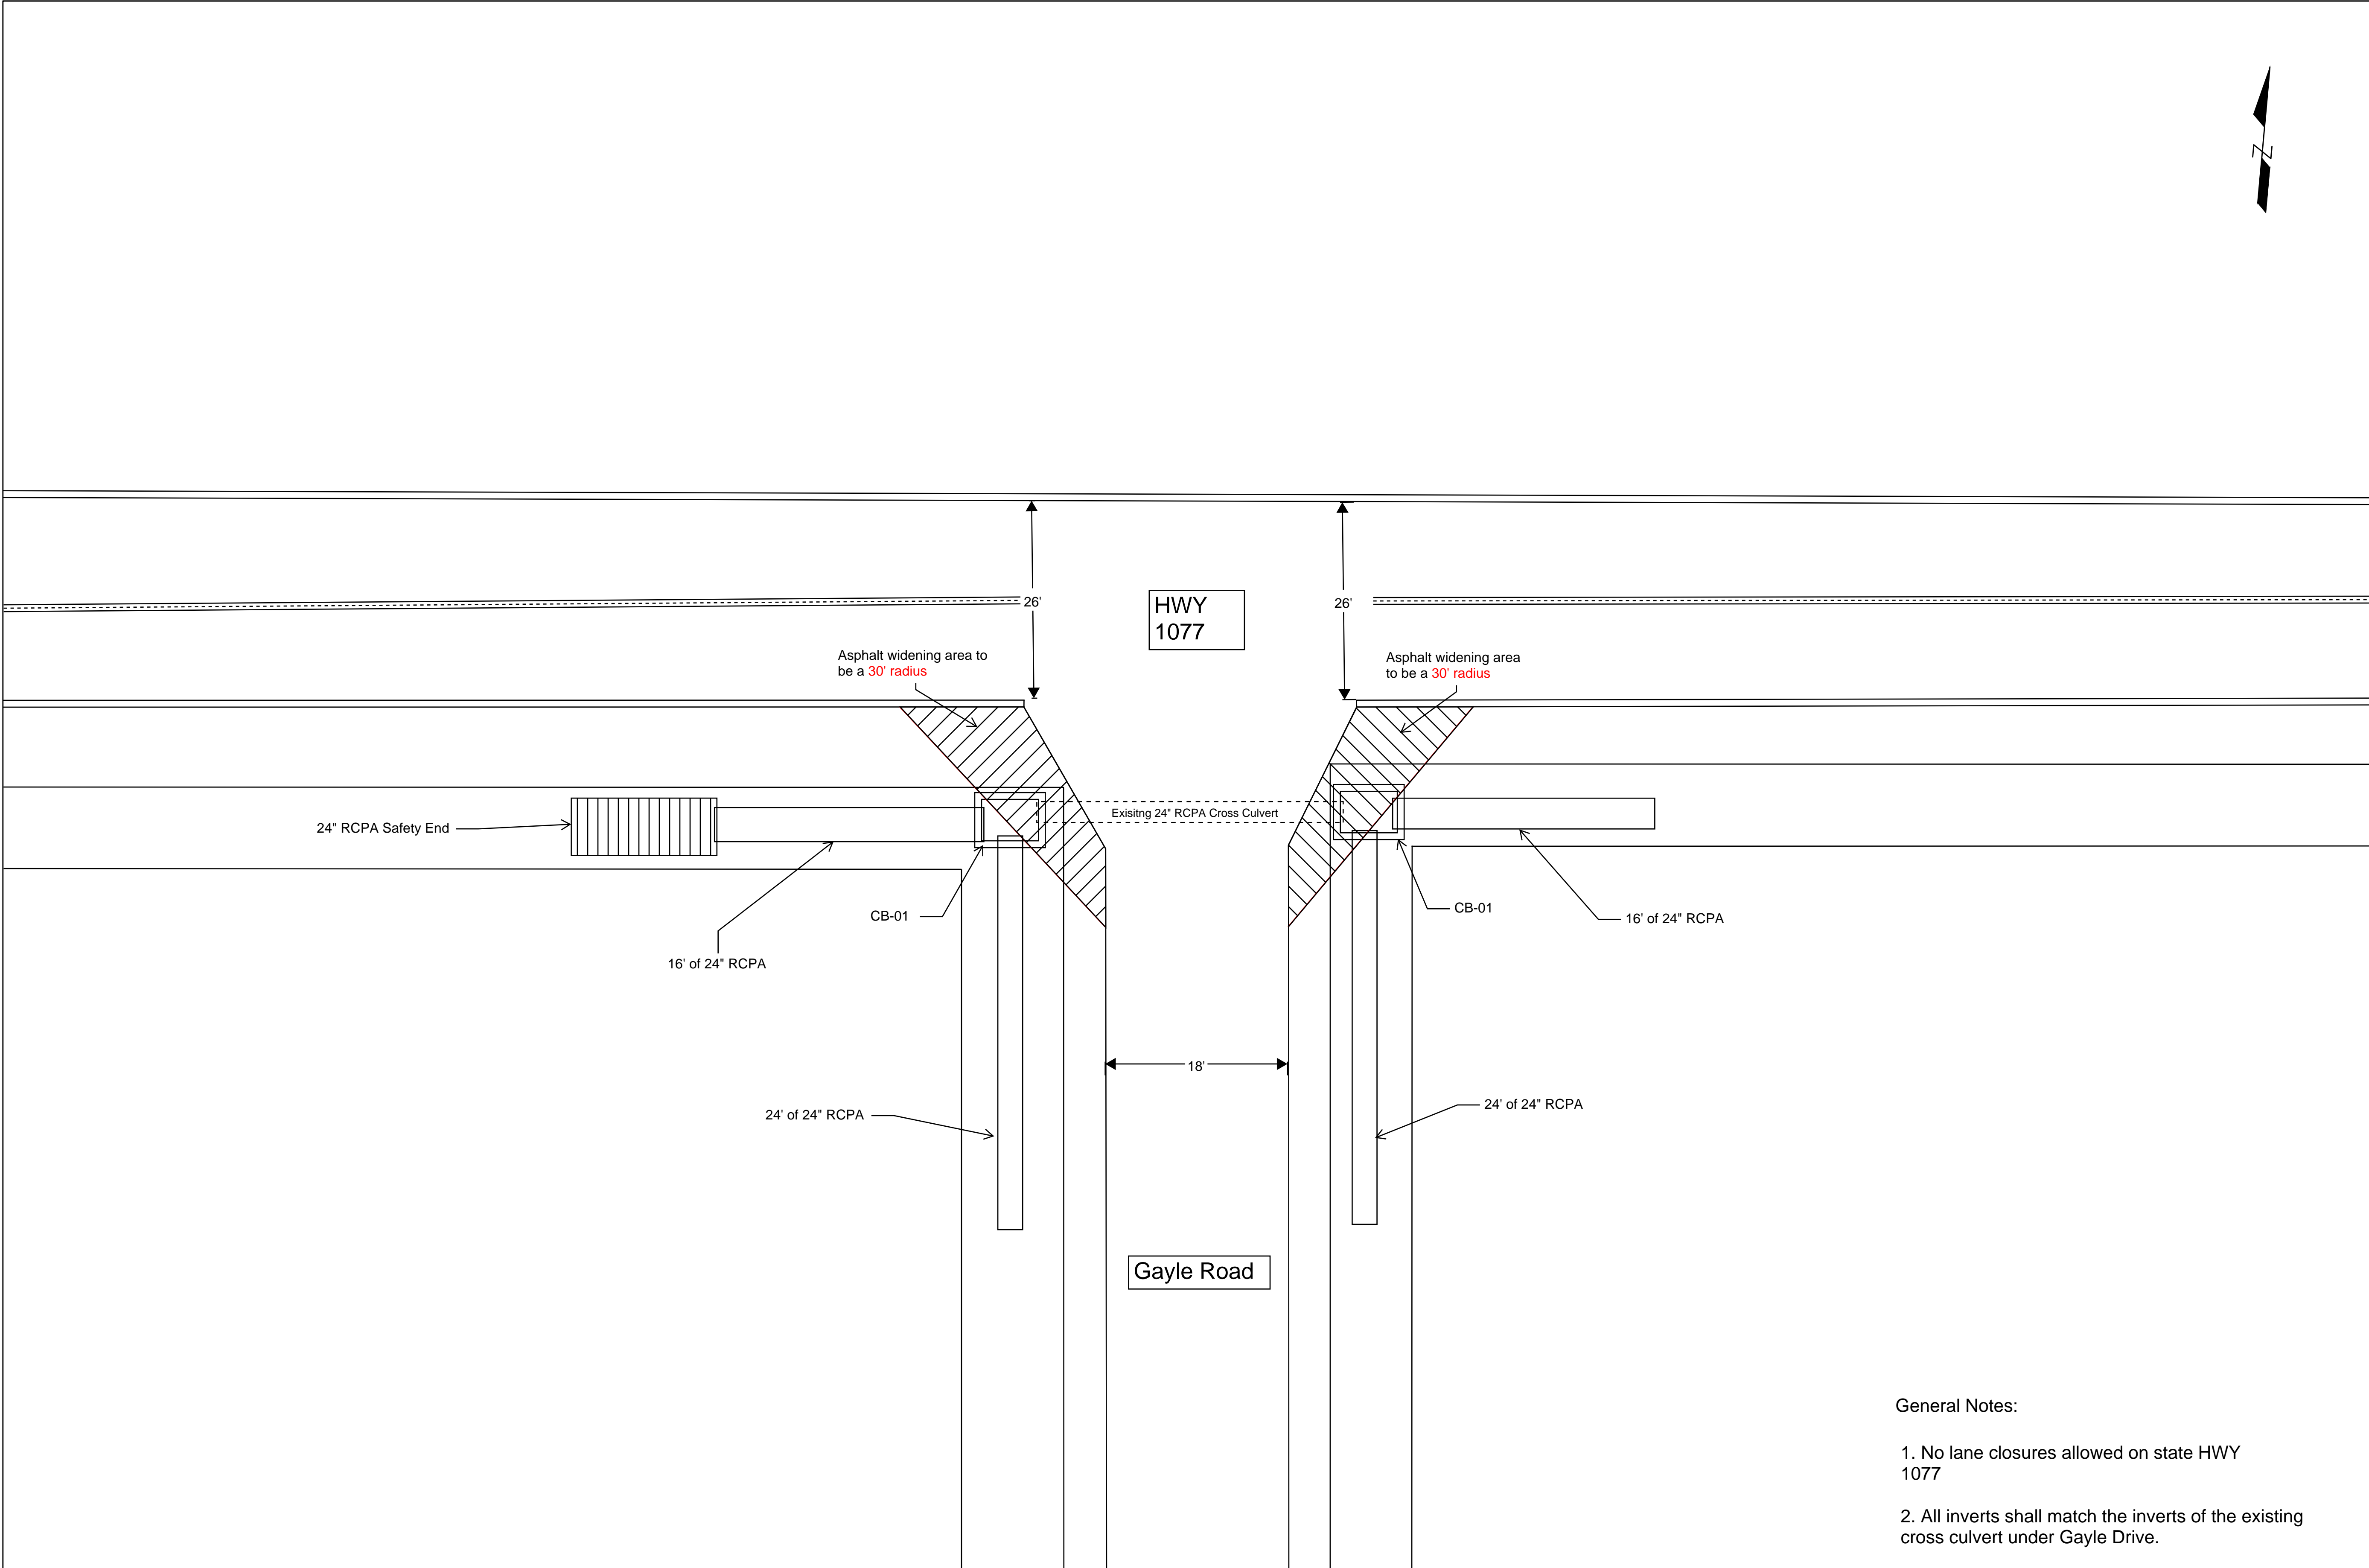 N
26'
26'
HWY
1077
Asphalt widening area to
be a 30' radius
Asphalt widening area
to be a 30' radius
24" RCPA Safety End
Exisitng 24" RCPA Cross Culvert
CB-01
CB-01
16' of 24" RCPA
16' of 24" RCPA
18'
24' of 24" RCPA
24' of 24" RCPA
Gayle Road
General Notes:
1. No lane closures allowed on state HWY
1077
2. All inverts shall match the inverts of the existing
cross culvert under Gayle Drive.